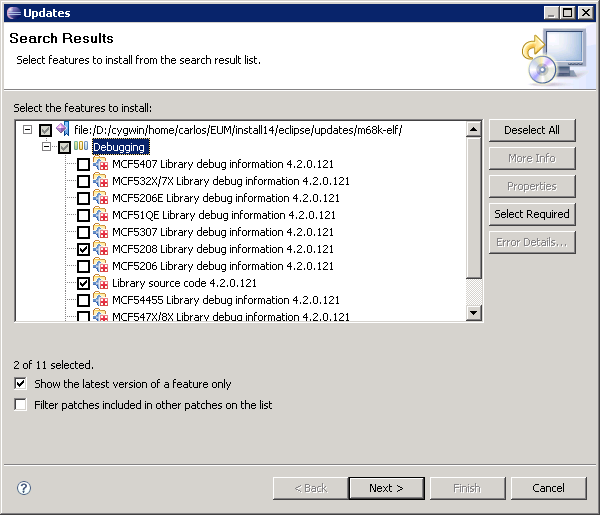 Updates
Search Results
Select features to install from the search result list.
Select the features to install:
file:/D:/cygwin/home/carlos/EUM/install14/eclipse/updates/m68k-elf/
Debugging
MCF5407 Library debug information 4.2.0.121
MCF532X/7X Library debug information 4.2.0.121
MCF5206E Library debug information 4.2.0.121
MCF51QE Library debug information 4.2.0.121
MCF5307 Library debug information 4.2.0.121
MCF5208 Library debug information 4.2.0.121
MCF5206 Library debug information 4.2.0.121
Library source code 4.2.0.121
MCF54455 Library debug information 4.2.0.121
MCF547X/8X Library debug information 4.2.0.121
Deselect All
More Info
Properties
Select Required
Error Details...
2 of 11 selected.
Show the latest version of a feature only
Filter patches included in other patches on the list
?
< Back
Next >
Finish
Cancel